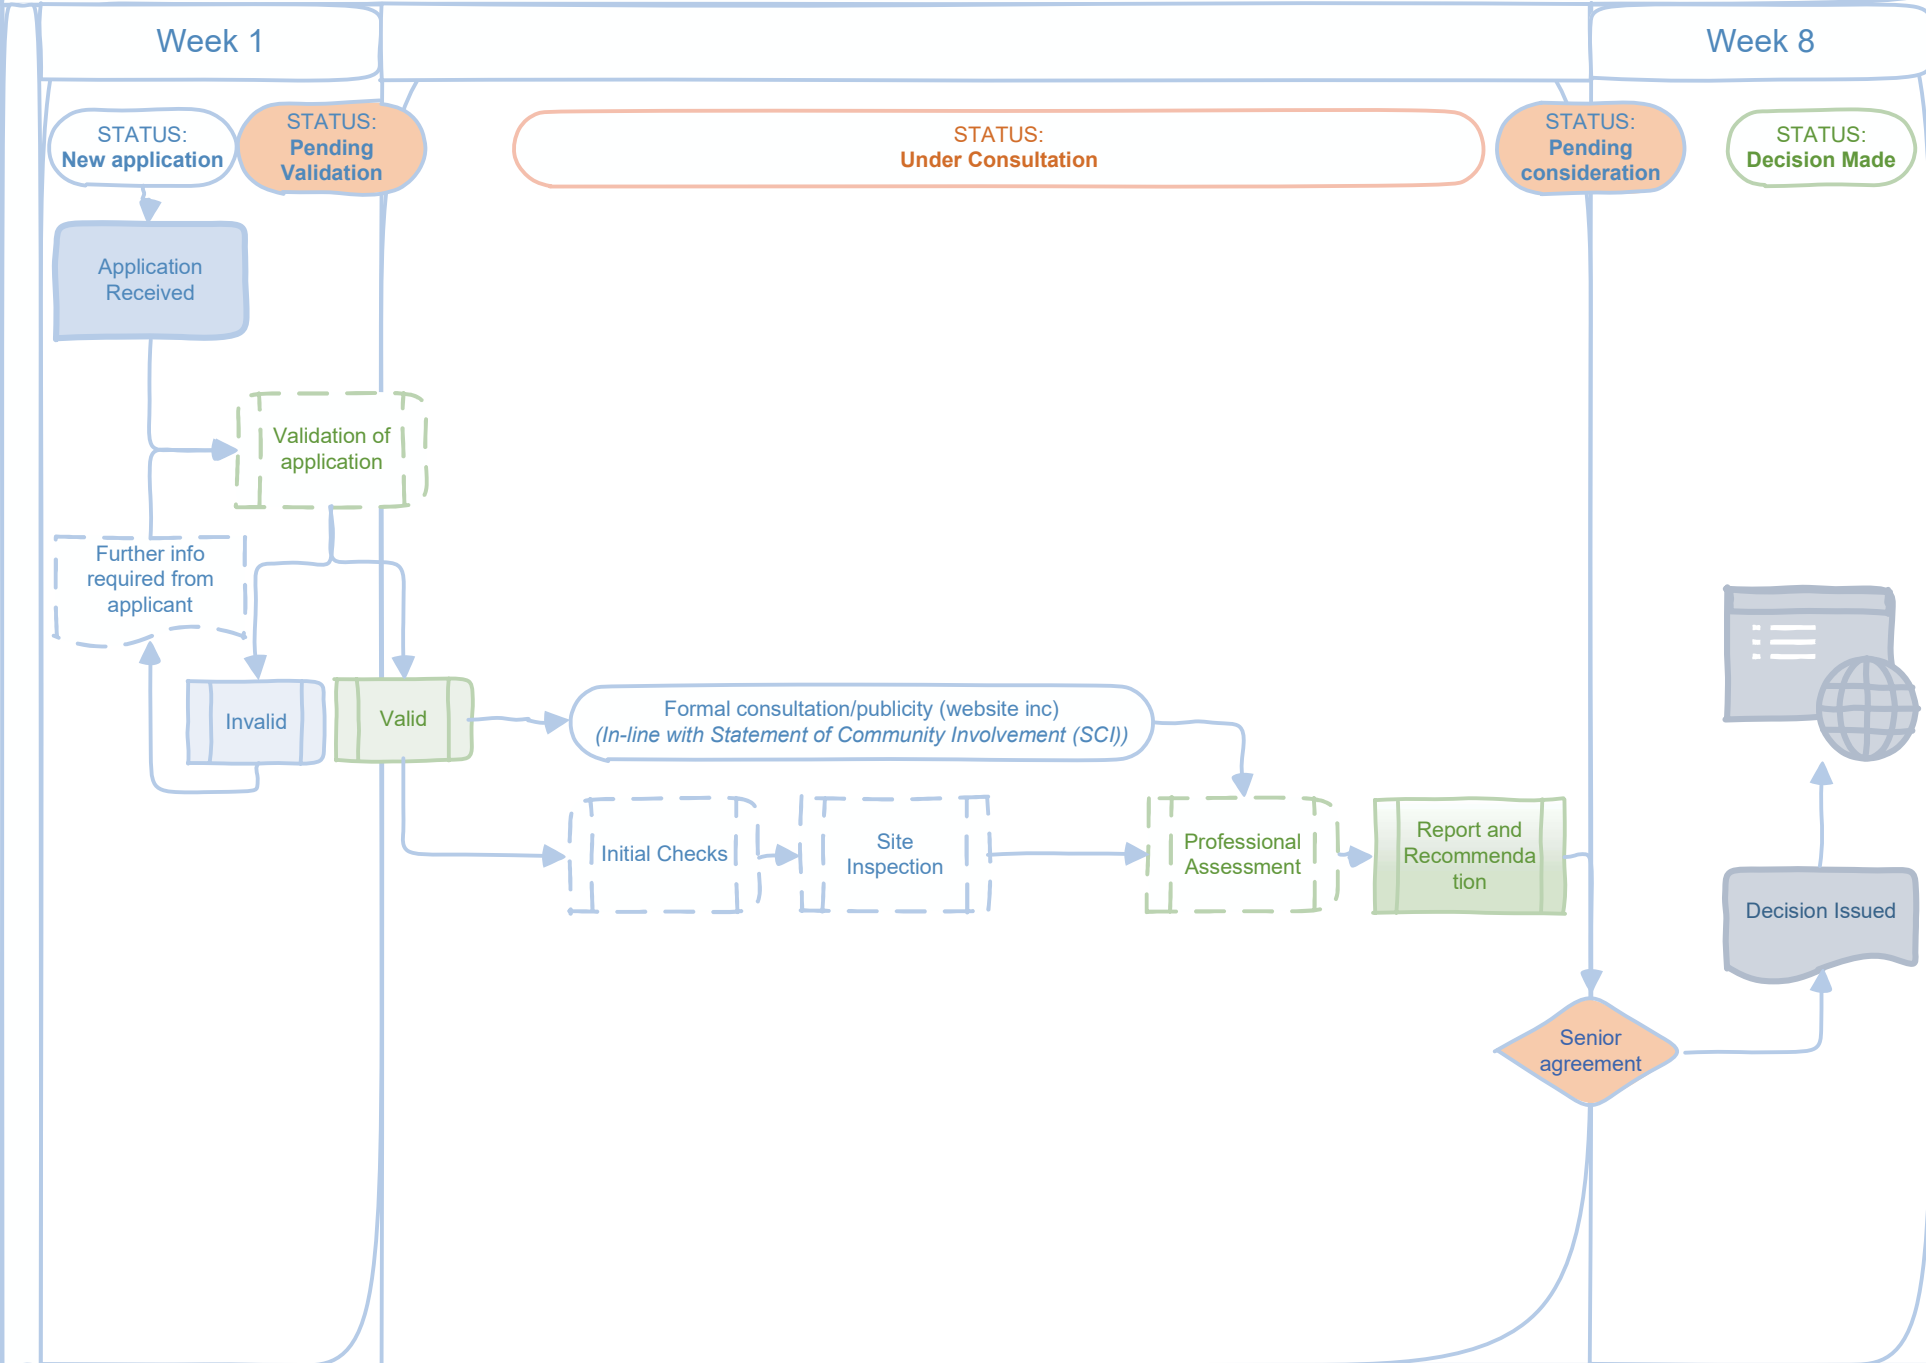 Week 1
Week 8
STATUS:
New application
STATUS:
Pending
Validation
STATUS:
Under Consultation
STATUS:
Pending
consideration
STATUS:
Decision Made
Application
Received
Validation of
application
Further info
required from
applicant
Invalid
Valid
Formal consultation/publicity (website inc)
(In-line with Statement of Community Involvement (SCI))
Initial Checks
Site
Inspection
Professional
Assessment
Report and
Recommenda
tion
Decision Issued
Senior
agreement